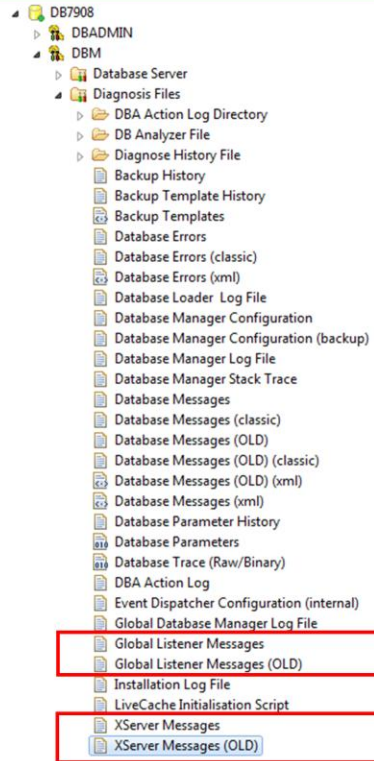 DB7908
DBADMIN
DBM
Database Server
Diagnosis Files
DBA Action Log Directory
DB Analyzer File
Diagnose History File
Backup History
Backup Template History
Backup Templates
Database Errors
Database Errors (classic)
Database Errors (xml)
Database Loader Log File
Database Manager Configuration
Database Manager Configuration (backup)
Database Manager Log File
Database Manager Stack Trace
Database Messages
Database Messages (classic)
Database Messages (OLD)
Database Messages (OLD) (classic)
Database Messages (OLD) (xml)
Database Messages (xml)
Database Parameter History
Database Parameters
Database Trace (Raw/Binary)
DBA Action Log
Event Dispatcher Configuration (internal)
Global Database Manager Log File
Global Listener Messages
Global Listener Messages (OLD)
Installation Log File
LiveCache Initialisation Script
XServer Messages
XServer Messages (OLD)